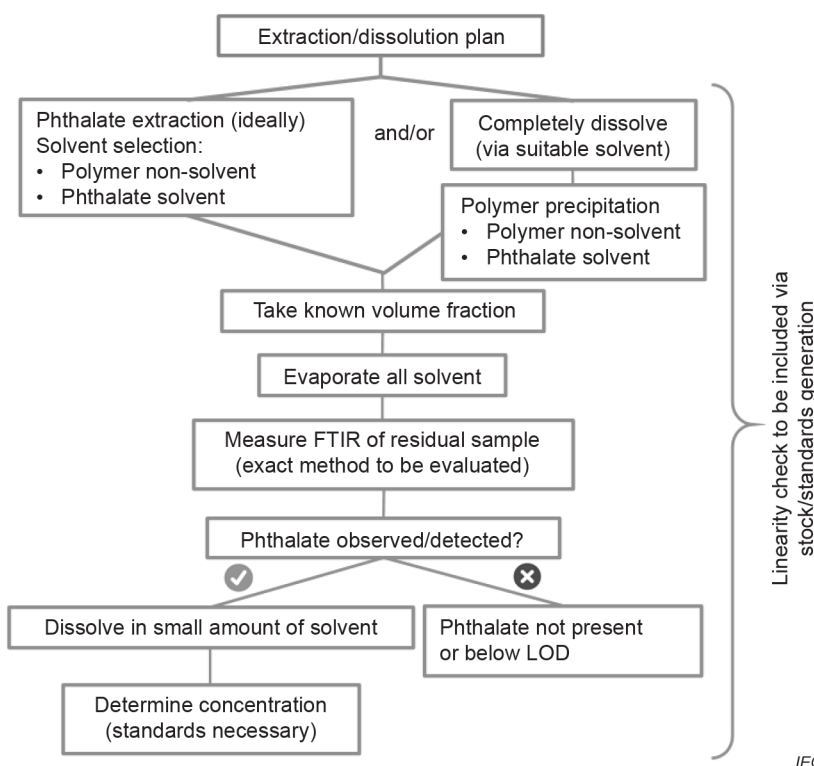 Extraction/dissolution plan
Phthalate extraction (ideally)
Solvent selection:
• Polymer non-solvent
• Phthalate solvent
and/or
Completely dissolve
(via suitable solvent)
Polymer precipitation
• Polymer non-solvent
• Phthalate solvent
Take known volume fraction
Evaporate all solvent
Measure FTIR of residual sample
(exact method to be evaluated)
Phthalate observed/detected?
Dissolve in small amount of solvent
Phthalate not present
or below LOD
Determine concentration
(standards necessary)
Linearity check to be included via
stock/standards generation